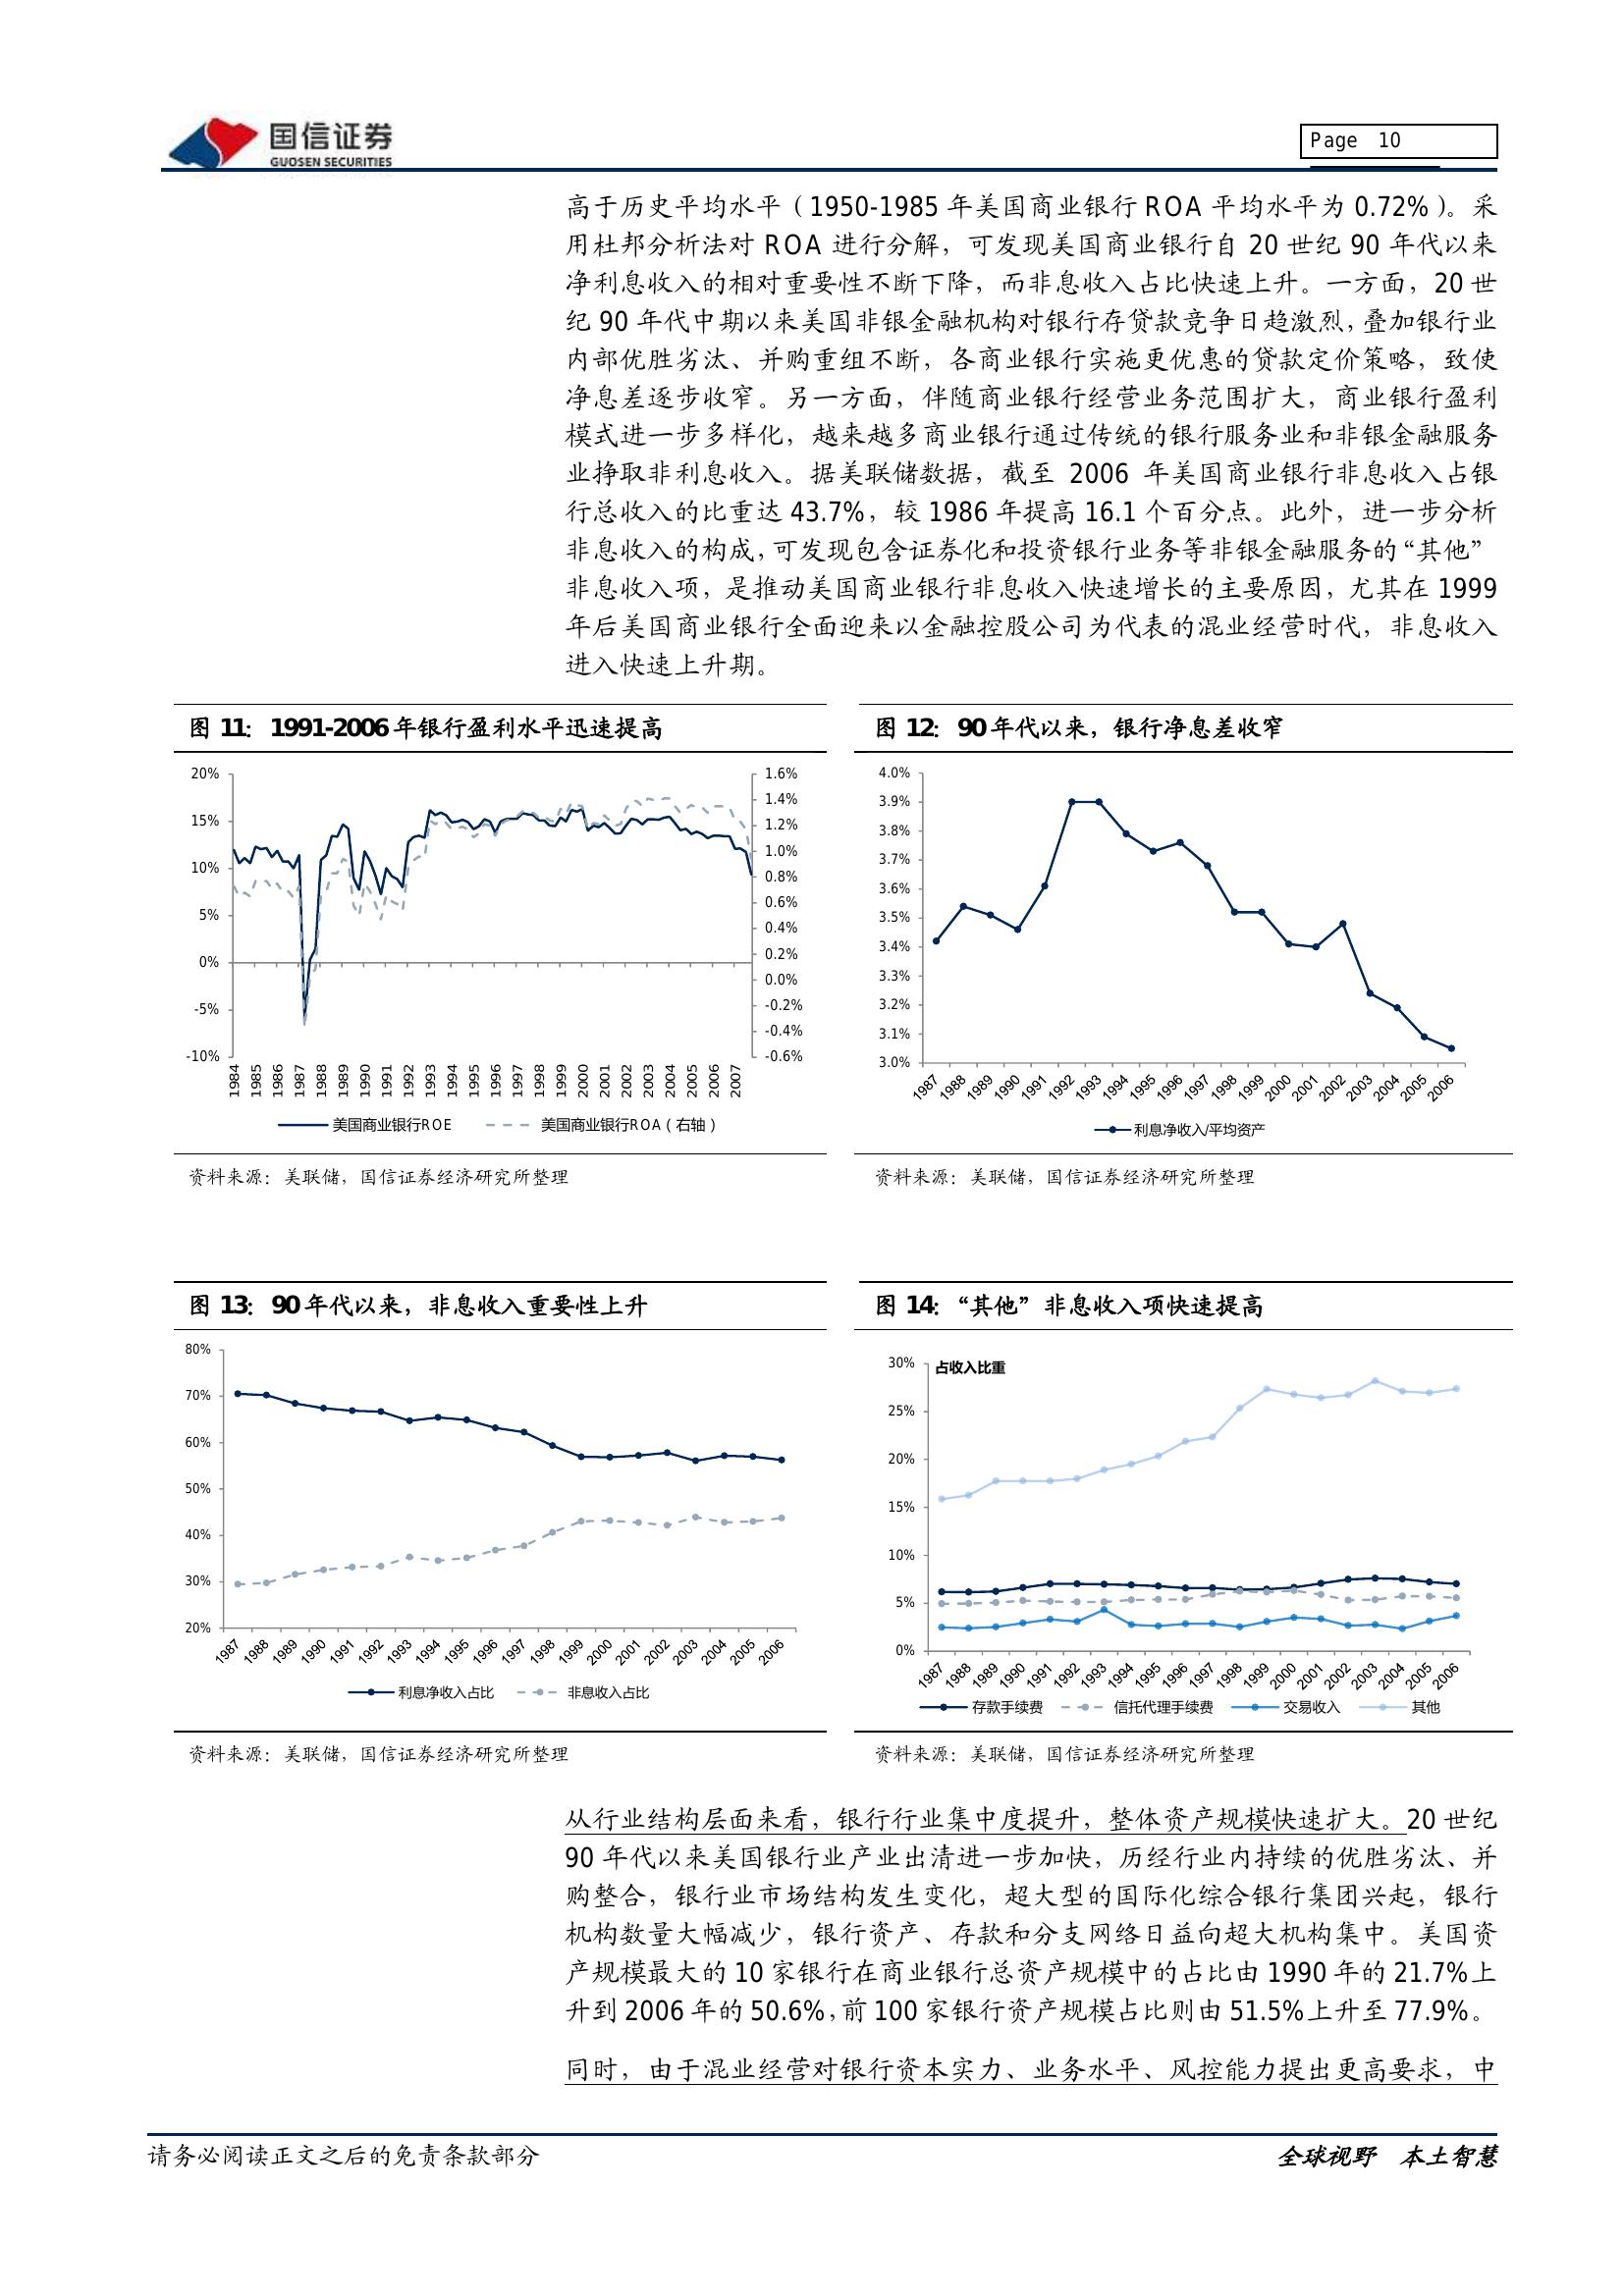 国信证券
GUOSEN SECURITIES
Page 10
高于历史平均水平（1950-1985 年美国商业银行 ROA 平均水平为 0.72%）。采
用杜邦分析法对 ROA 进行分解，可发现美国商业银行自 20 世纪 90 年代以来
净利息收入的相对重要性不断下降，而非息收入占比快速上升。一方面，20 世
纪 90 年代中期以来美国非银金融机构对银行存贷款竞争日趋激烈，叠加银行业
内部优胜劣汰、并购重组不断，各商业银行实施更优惠的贷款定价策略，致使
净息差逐步收窄。另一方面，伴随商业银行经营业务范围扩大，商业银行盈利
模式进一步多样化，越来越多商业银行通过传统的银行服务业和非银金融服务
业挣取非利息收入。据美联储数据，截至 2006 年美国商业银行非息收入占银
行总收入的比重达 43.7%，较 1986 年提高 16.1 个百分点。此外，进一步分析
非息收入的构成，可发现包含证券化和投资银行业务等非银金融服务的“其他”
非息收入项，是推动美国商业银行非息收入快速增长的主要原因，尤其在 1999
年后美国商业银行全面迎来以金融控股公司为代表的混业经营时代，非息收入
进入快速上升期。
图 11： 1991-2006 年银行盈利水平迅速提高
20%
15%
10%
5%
0%
-5%
-10%
1.6%
1.4%
1.2%
1.0%
0.8%
0.6%
0.4%
0.2%
0.0%
-0.2%
-0.4%
-0.6%
1984 1985 1986 1987 1988 1989 1990 1991 1992 1993 1994 1995 1996 1997 1998 1999 2000 2001 2002 2003 2004 2005 2006 2007
美国商业银行ROE 美国商业银行ROA（右轴）
资料来源：美联储，国信证券经济研究所整理
图 12： 90 年代以来，银行净息差收窄
4.0%
3.9%
3.8%
3.7%
3.6%
3.5%
3.4%
3.3%
3.2%
3.1%
3.0%
1987 1988 1989 1990 1991 1992 1993 1994 1995 1996 1997 1998 1999 2000 2001 2002 2003 2004 2005 2006
利息净收入/平均资产
资料来源：美联储，国信证券经济研究所整理
图 13： 90 年代以来，非息收入重要性上升
80%
70%
60%
50%
40%
30%
20%
1987 1988 1989 1990 1991 1992 1993 1994 1995 1996 1997 1998 1999 2000 2001 2002 2003 2004 2005 2006
利息净收入占比 非息收入占比
资料来源：美联储，国信证券经济研究所整理
图 14：“其他”非息收入项快速提高
占收入比重
30%
25%
20%
15%
10%
5%
0%
1987 1988 1989 1990 1991 1992 1993 1994 1995 1996 1997 1998 1999 2000 2001 2002 2003 2004 2005 2006
存款手续费 信托代理手续费 交易收入 其他
资料来源：美联储，国信证券经济研究所整理
从行业结构层面来看，银行行业集中度提升，整体资产规模快速扩大。20 世纪
90 年代以来美国银行业产业出清进一步加快，历经行业内持续的优胜劣汰、并
购整合，银行业市场结构发生变化，超大型的国际化综合银行集团兴起，银行
机构数量大幅减少，银行资产、存款和分支网络日益向超大机构集中。美国资
产规模最大的 10 家银行在商业银行总资产规模中的占比由 1990 年的 21.7%上
升到 2006 年的 50.6%，前 100 家银行资产规模占比则由 51.5%上升至 77.9%。
同时，由于混业经营对银行资本实力、业务水平、风控能力提出更高要求，中
请务必阅读正文之后的免责条款部分
全球视野 本土智慧